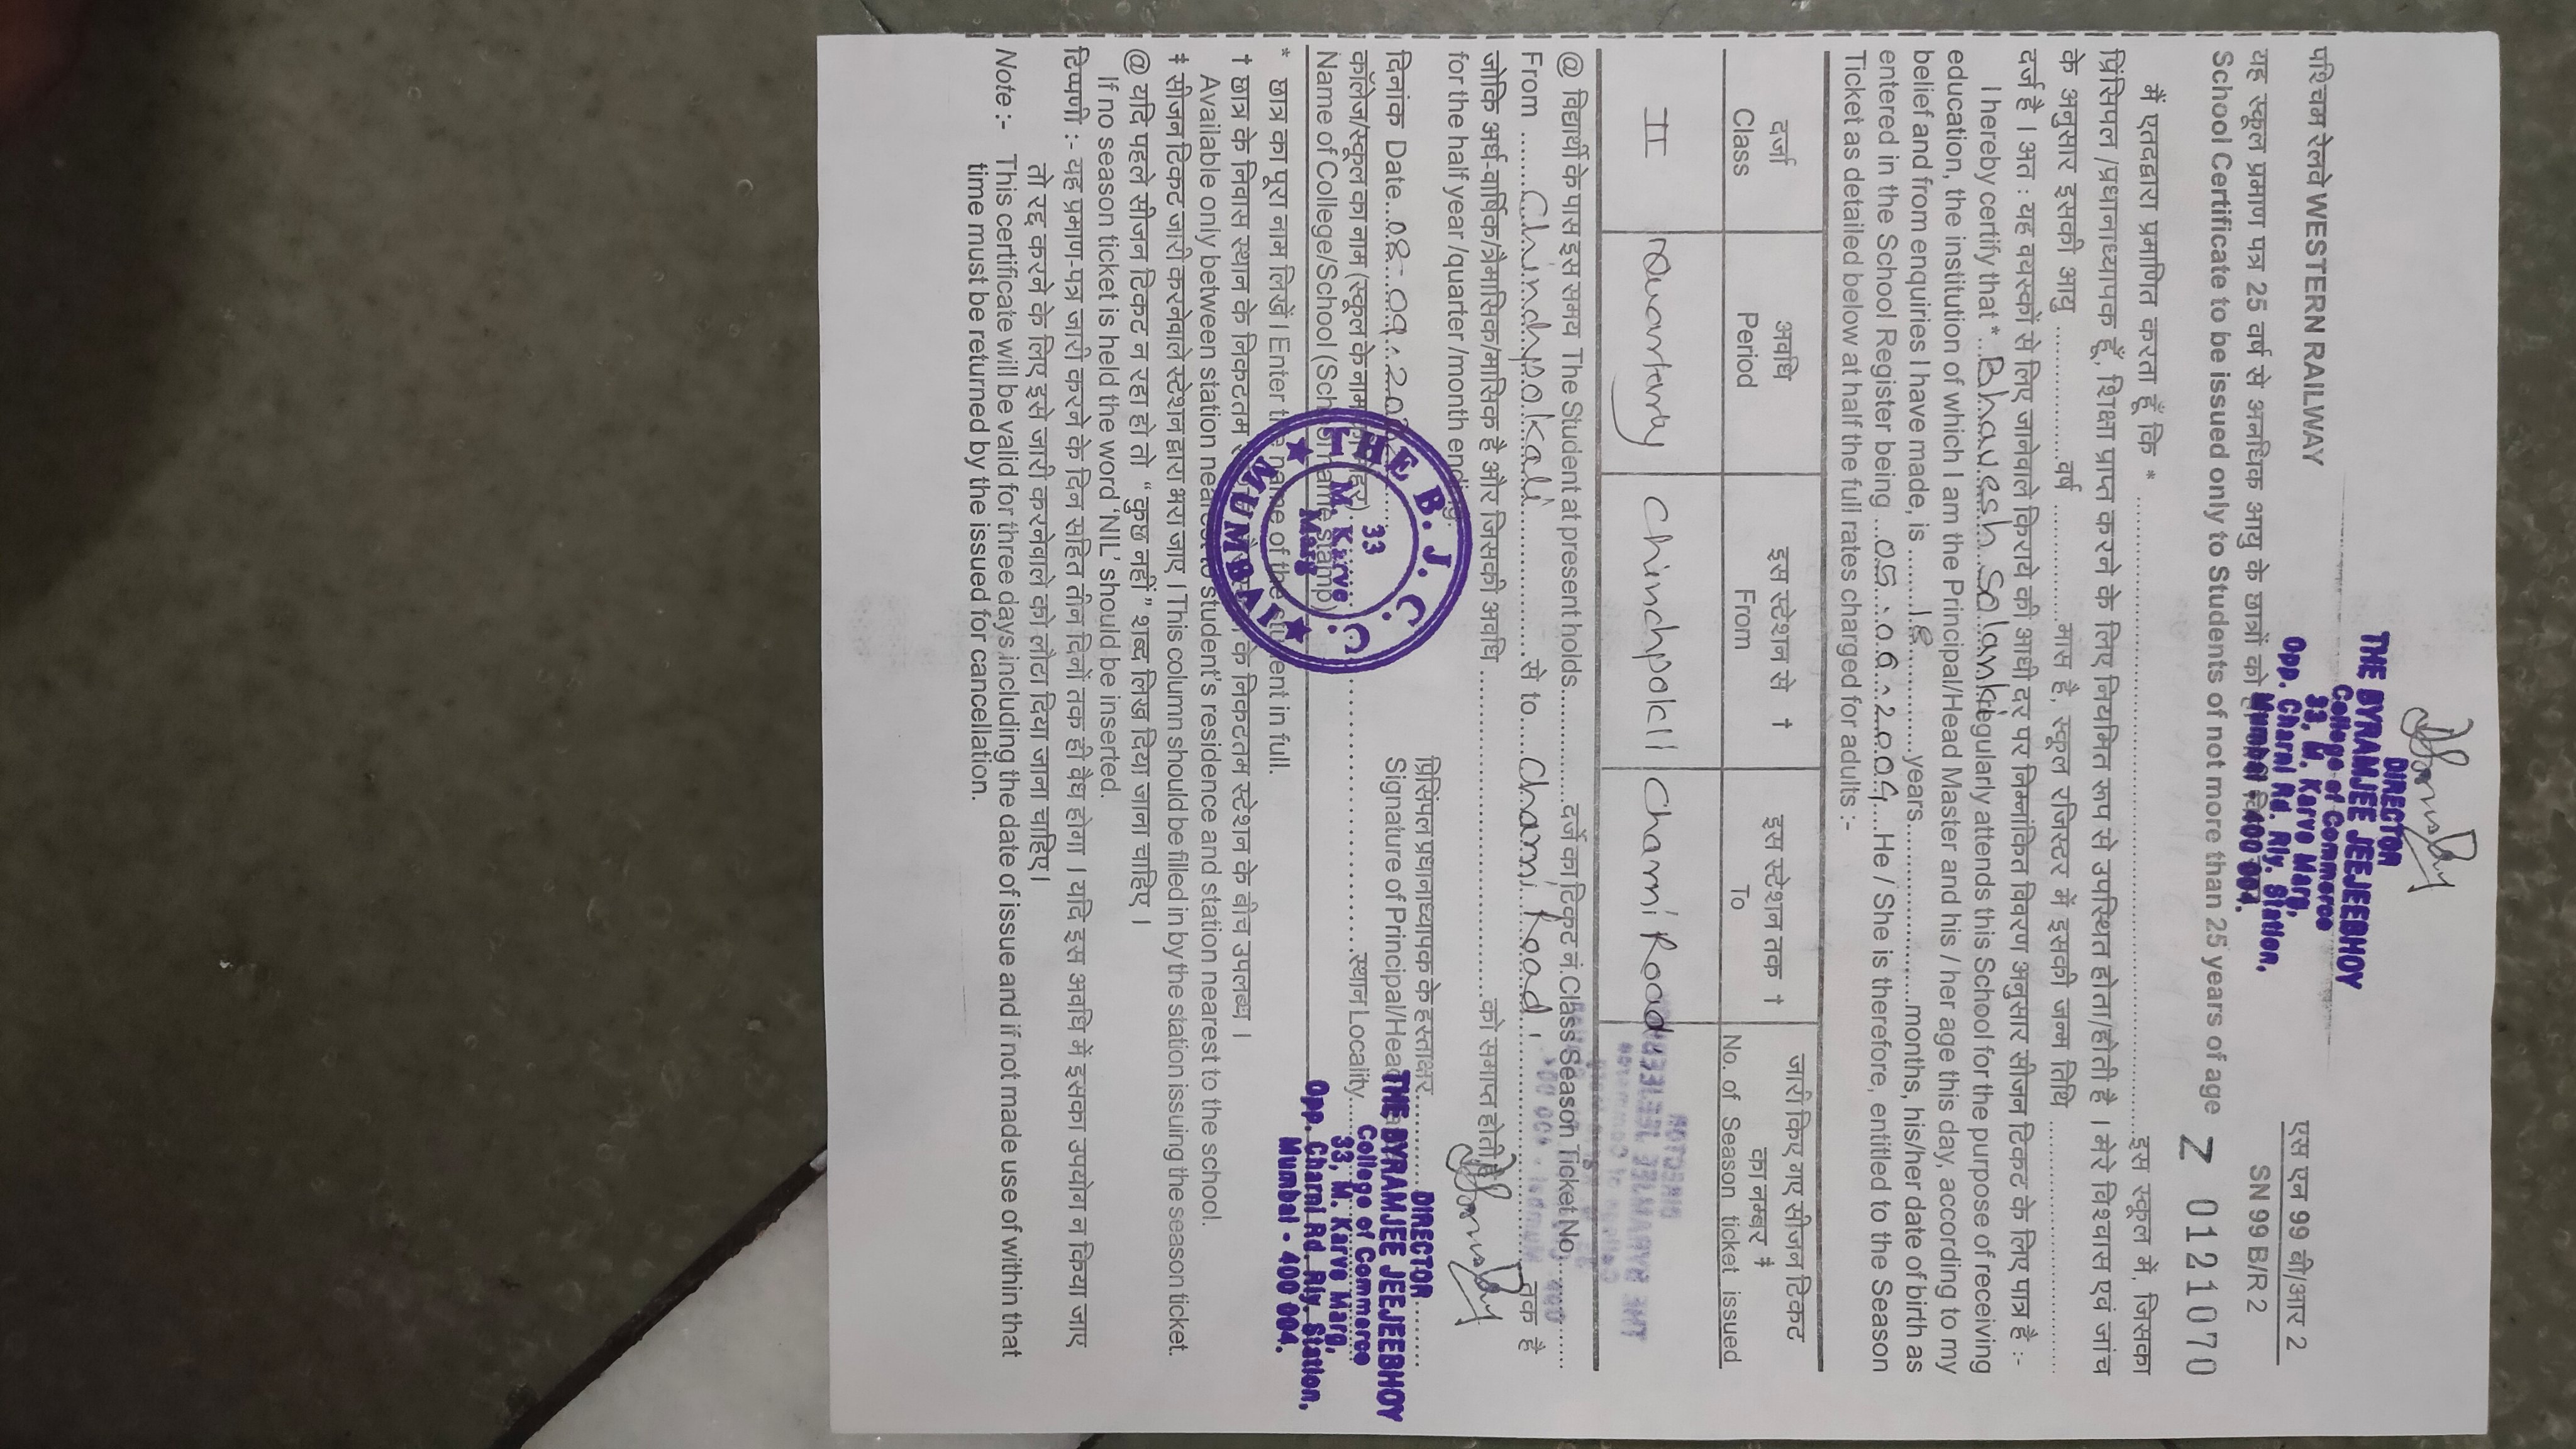 DIRECTOR
THE BYRAMJEE JEEJEEBHOY
College of Commerce
33, M. Karve Marg,
Opp. Charni Rd. Rly. Station,
Mumbai - 400 004.
पश्चिम रेलवे WESTERN RAILWAY
एस एन 99 बी/आर 2
SN 99 B/R 2
यह स्कूल प्रमाण पत्र 25 वर्ष से अनधिक आयु के छात्रों को
School Certificate to be issued only to Students of not more than 25 years of age
Z 0121070
मैं एतदद्वारा प्रमाणित करता हूँ कि * ........ इस स्कूल में, जिसका
प्रिंसिपल /प्रधानाध्यापक हूँ, शिक्षा प्राप्त करने के लिए नियमित रूप से उपस्थित होता/होती है । मेरे विश्वास एवं जांच
के अनुसार इसकी आयु ........ वर्ष ........ मास है, स्कूल रजिस्टर में इसकी जन्म तिथि ........
दर्ज है । अत : यह वयस्कों से लिए जानेवाले किराये की आधी दर पर निम्नांकित विवरण अनुसार सीजन टिकट के लिए पात्र है :-
I hereby certify that * Bhavesh Solanki regularly attends this School for the purpose of receiving
education, the institution of which I am the Principal/Head Master and his / her age this day, according to my
belief and from enquiries I have made, is ........ 18 ........ years ........ months, his/her date of birth as
entered in the School Register being ... 05 - 06 - 2004 .... He / She is therefore, entitled to the Season
Ticket as detailed below at half the full rates charged for adults :-
दर्जा अवधि इस स्टेशन से † इस स्टेशन तक † जारी किए गए सीजन टिकट
का नम्बर ‡
Class Period From To No. of Season ticket issued
II Quartarly Chinchpokli Charni Road
@ विद्यार्थी के पास इस समय The Student at present holds ........ दर्जे का टिकट नं. Class Season Ticket No. ........
From ........ Chinchpokali ........ से to ..... Charni Road ........ तक है
जोकि अर्ध-वार्षिक/त्रैमासिक/मासिक है और जिसकी अवधि ........ को समाप्त होती है
for the half year /quarter /month ending.
प्रिसिंपल प्रधानाध्यापक के हस्ताक्षर ........
दिनांक Date ... 08-09-202
Signature of Principal/Head
कॉलेज/स्कूल का नाम (स्कूल के नाम की मोहर) ........ स्थान Locality ....
Name of College/School (School name stamp)
DIRECTOR
THE BYRAMJEE JEEJEEBHOY
College of Commerce
33, M. Karve Marg,
Opp. Charni Rd. Rly. Station,
Mumbai - 400 004.
THE B. J. C. C.
33
M. Karve
Marg
MUMBAI
* छात्र का पूरा नाम लिखें । Enter the name of the student in full.
† छात्र के निवास स्थान के निकटतम के निकटतम स्टेशन के बीच उपलब्ध ।
Available only between station nearest to student's residence and station nearest to the school.
‡ सीजन टिकट जारी करनेवाले स्टेशन द्वारा भरा जाए । This column should be filled in by the station issuing the season ticket.
@ यदि पहले सीजन टिकट न रहा हो तो “ कुछ नहीं ” शब्द लिख दिया जाना चाहिए ।
If no season ticket is held the word ‘NIL’ should be inserted.
टिप्पणी :- यह प्रमाण-पत्र जारी करने के दिन सहित तीन दिनों तक ही वैध होगा । यदि इस अवधि में इसका उपयोग न किया जाए
तो रद्द करने के लिए इसे जारी करनेवाले को लौटा दिया जाना चाहिए।
Note :- This certificate will be valid for three days including the date of issue and if not made use of within that
time must be returned by the issued for cancellation.